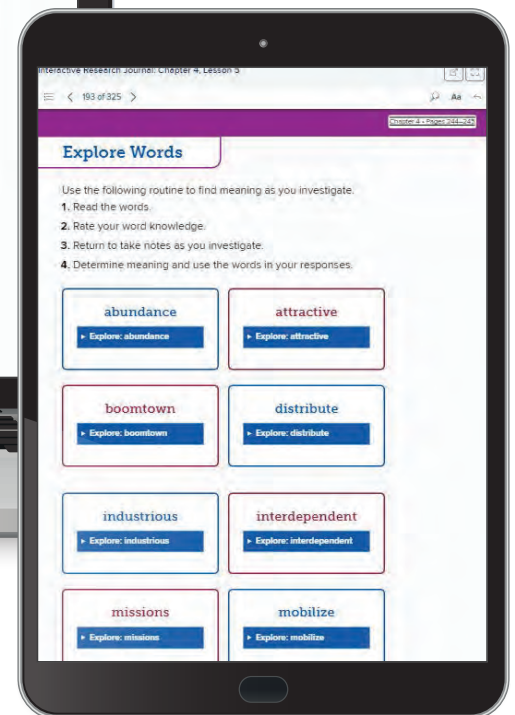 Interactive Research Journal: Chapter 4, Lesson 5
193 of 325
Aa
Chapter 4 • Pages 244–245
Explore Words
Use the following routine to find meaning as you investigate.
1. Read the words.
2. Rate your word knowledge.
3. Return to take notes as you investigate.
4. Determine meaning and use the words in your responses.
abundance
attractive
Explore: abundance
Explore: attractive
boomtown
distribute
Explore: boomtown
Explore: distribute
industrious
interdependent
Explore: industrious
Explore: interdependent
missions
mobilize
Explore: missions
Explore: mobilize